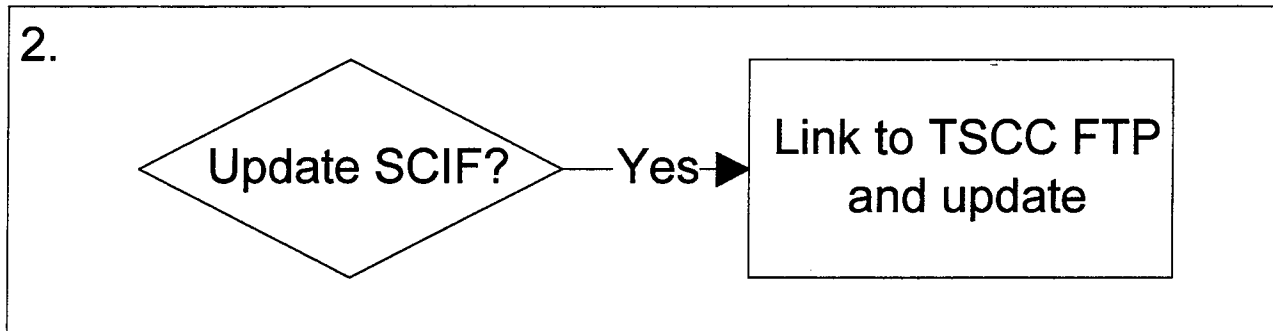 2.
Update SCIF?
Yes
Link to TSCC FTP
and update